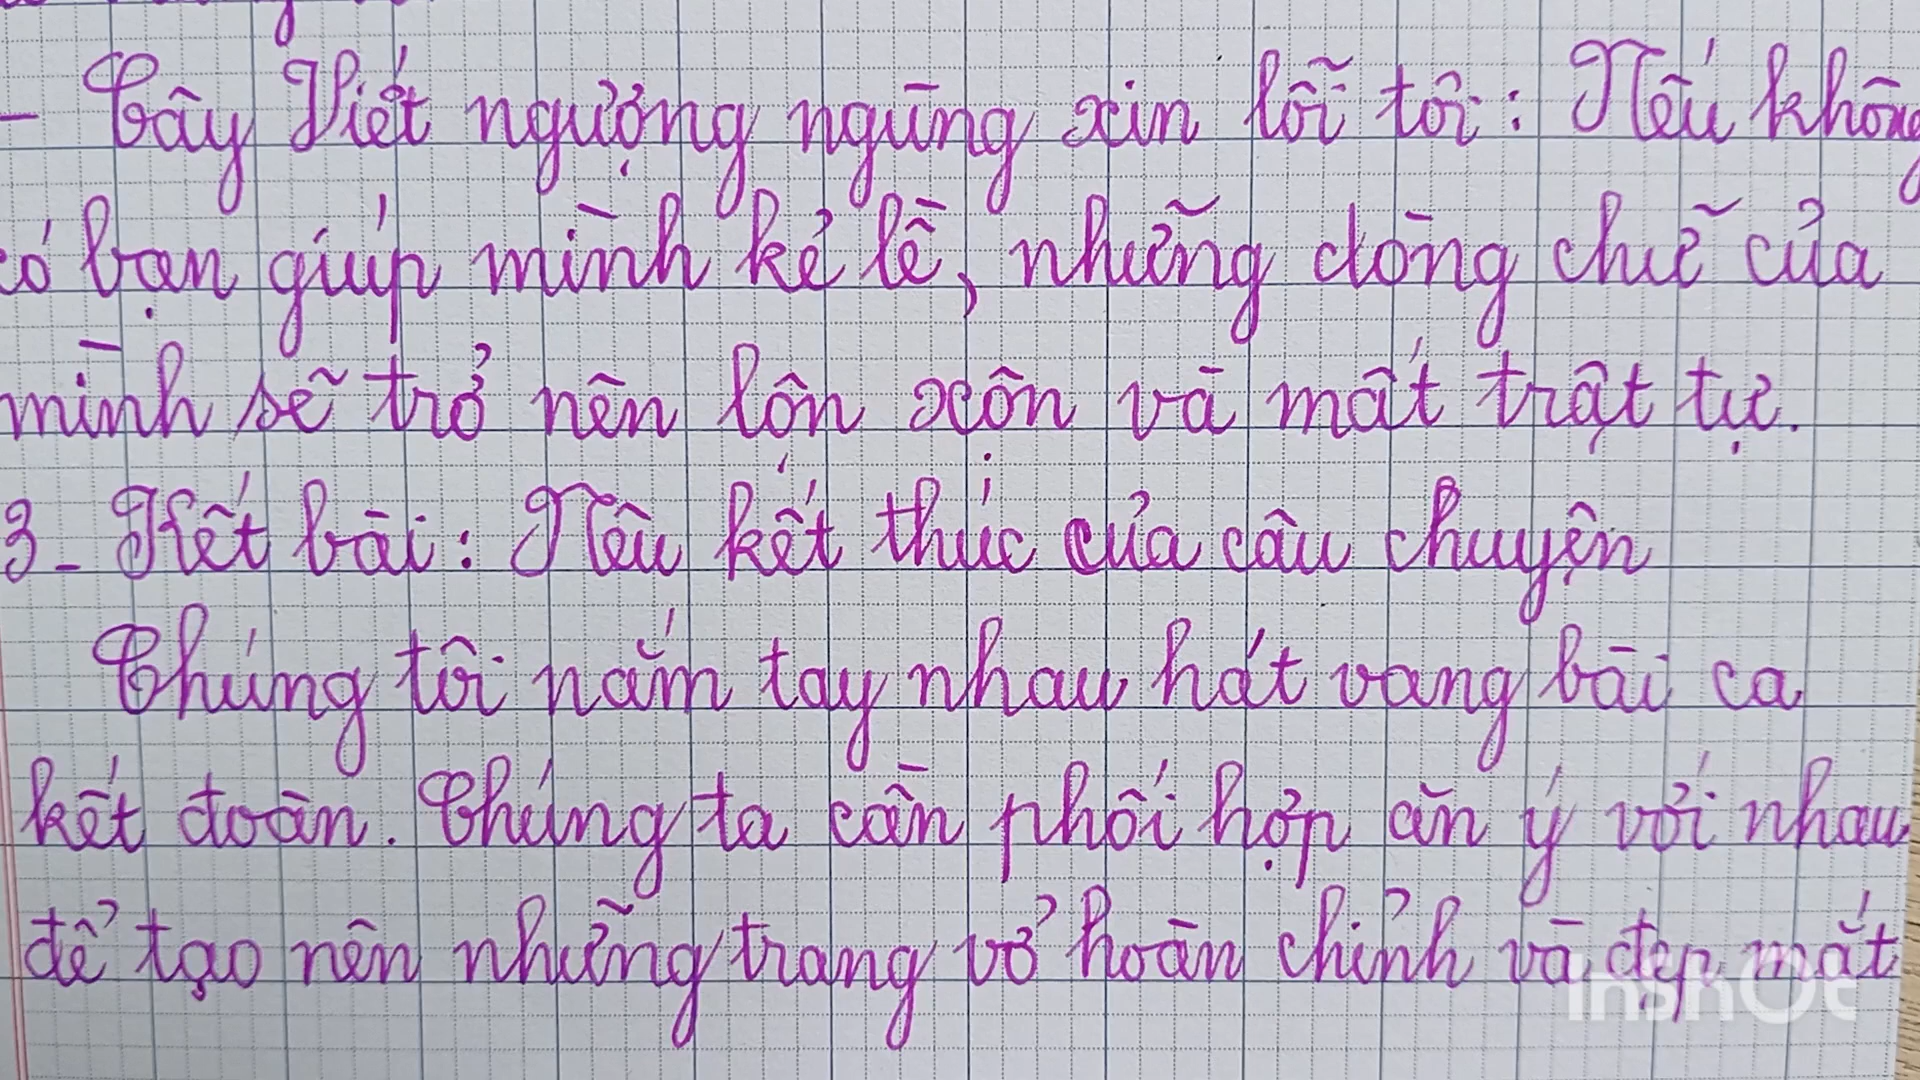 - Cây Viết ngượng ngùng xin lỗi tôi: Nếu không
có bạn giúp mình kẻ lề, những dòng chữ của
mình sẽ trở nên lộn xộn và mất trật tự.
3- Kết bài: Nêu kết thúc của câu chuyện
Chúng tôi nắm tay nhau hát vang bài ca
kết đoàn. Chúng ta cần phối hợp ăn ý với nhau
để tạo nên những trang vở hoàn chỉnh và đẹp mắt
InShOt